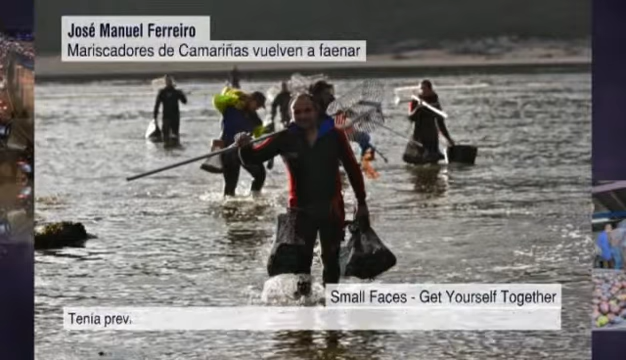 José Manuel Ferreiro
Mariscadores de Camariñas vuelven a faenar
Small Faces - Get Yourself Together
Tenía prev.